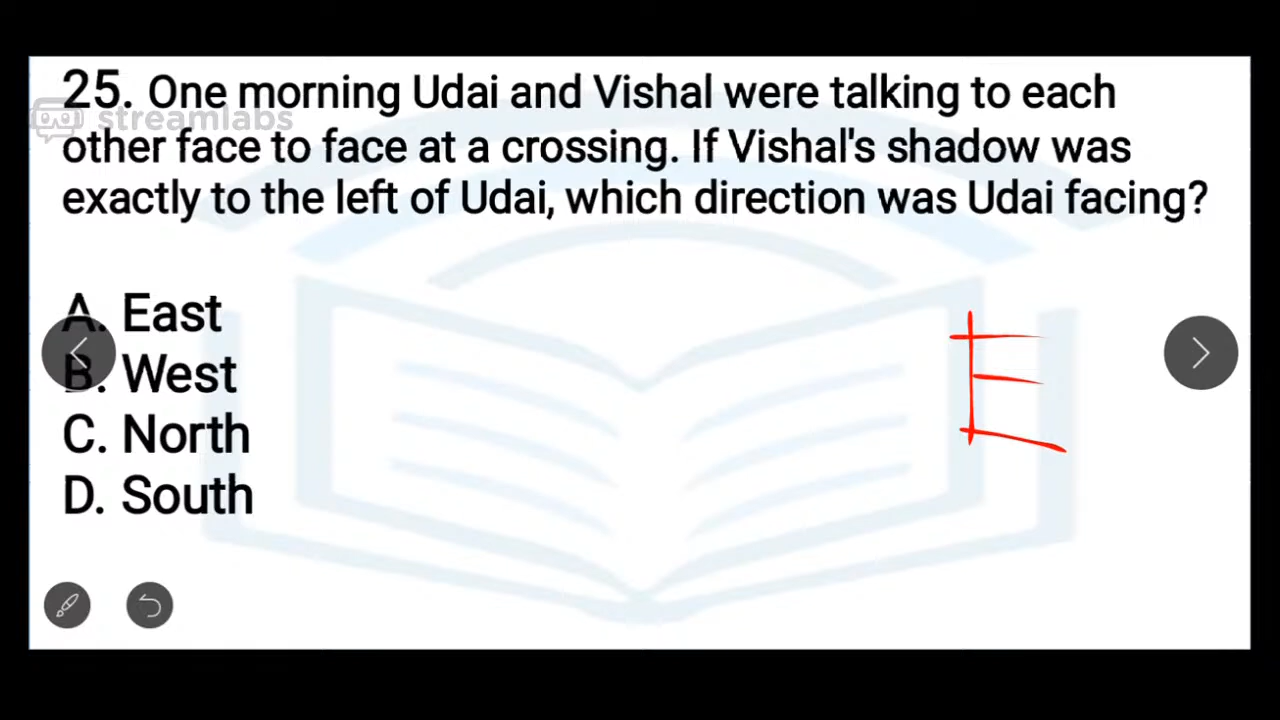 25. One morning Udai and Vishal were talking to each
streamlabs
other face to face at a crossing. If Vishal's shadow was
exactly to the left of Udai, which direction was Udai facing?
A. East
B. West
C. North
D. South
E